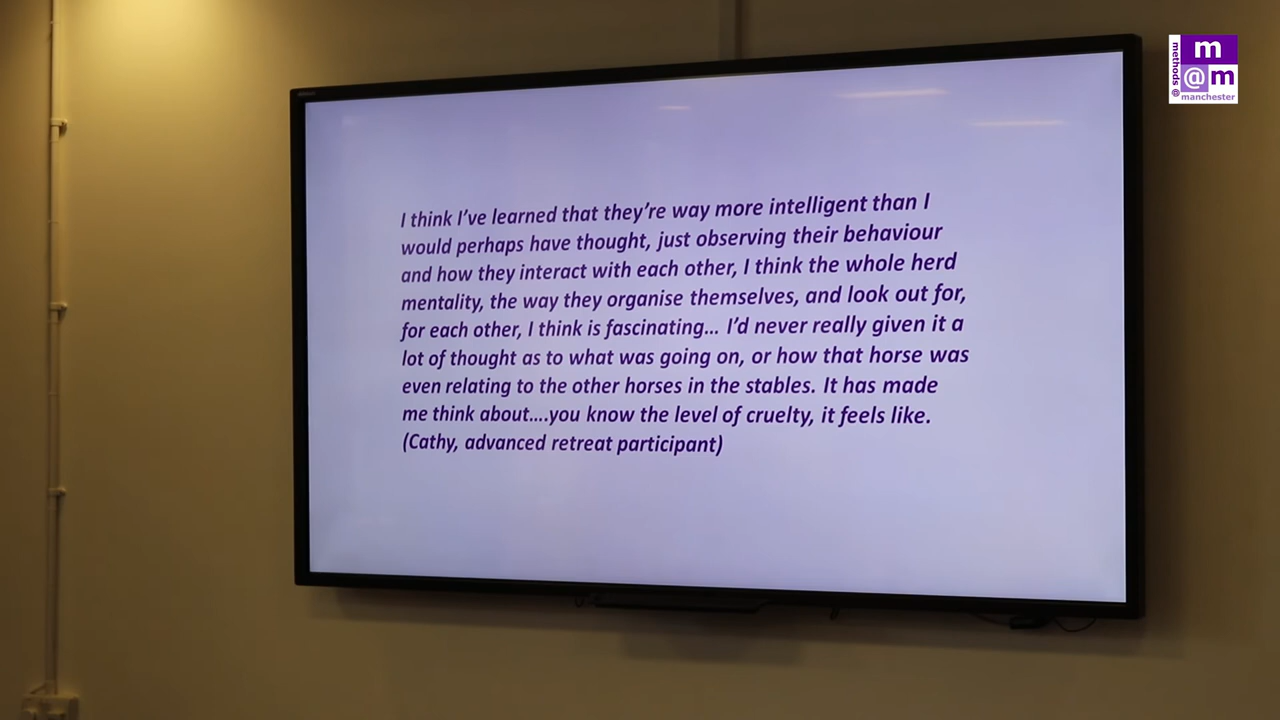 I think I've learned that they're way more intelligent than I
would perhaps have thought, just observing their behaviour
and how they interact with each other, I think the whole herd
mentality, the way they organise themselves, and look out for,
for each other, I think is fascinating... I'd never really given it a
lot of thought as to what was going on, or how that horse was
even relating to the other horses in the stables. It has made
me think about....you know the level of cruelty, it feels like.
(Cathy, advanced retreat participant)
m
@m
methods@
manchester